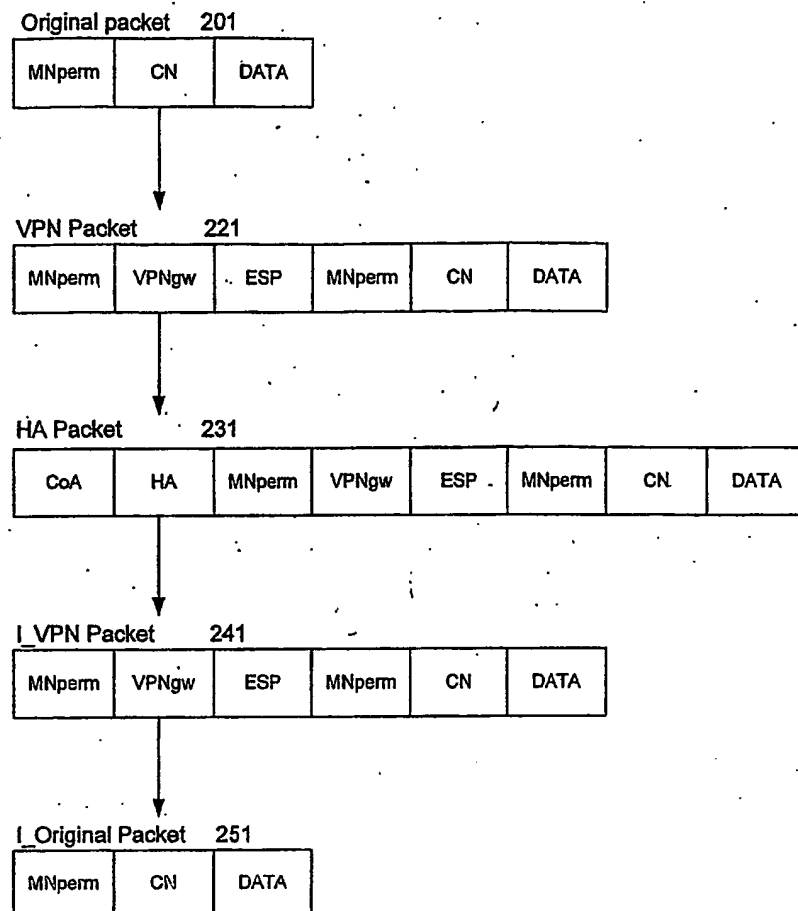 Original packet 201
MNperm CN DATA
VPN Packet 221
MNperm VPNgw ESP MNperm CN DATA
HA Packet 231
CoA HA MNperm VPNgw ESP MNperm CN DATA
I_VPN Packet 241
MNperm VPNgw ESP MNperm CN DATA
I_Original Packet 251
MNperm CN DATA